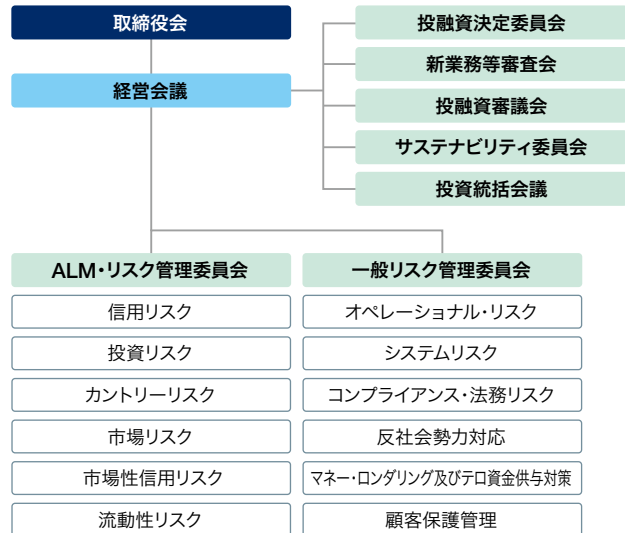 取締役会
経営会議
投融資決定委員会
新業務等審査会
投融資審議会
サステナビリティ委員会
投資統括会議
ALM・リスク管理委員会
信用リスク
投資リスク
カントリーリスク
市場リスク
市場性信用リスク
流動性リスク
一般リスク管理委員会
オペレーショナル・リスク
システムリスク
コンプライアンス・法務リスク
反社会勢力対応
マネー・ロンダリング及びテロ資金供与対策
顧客保護管理